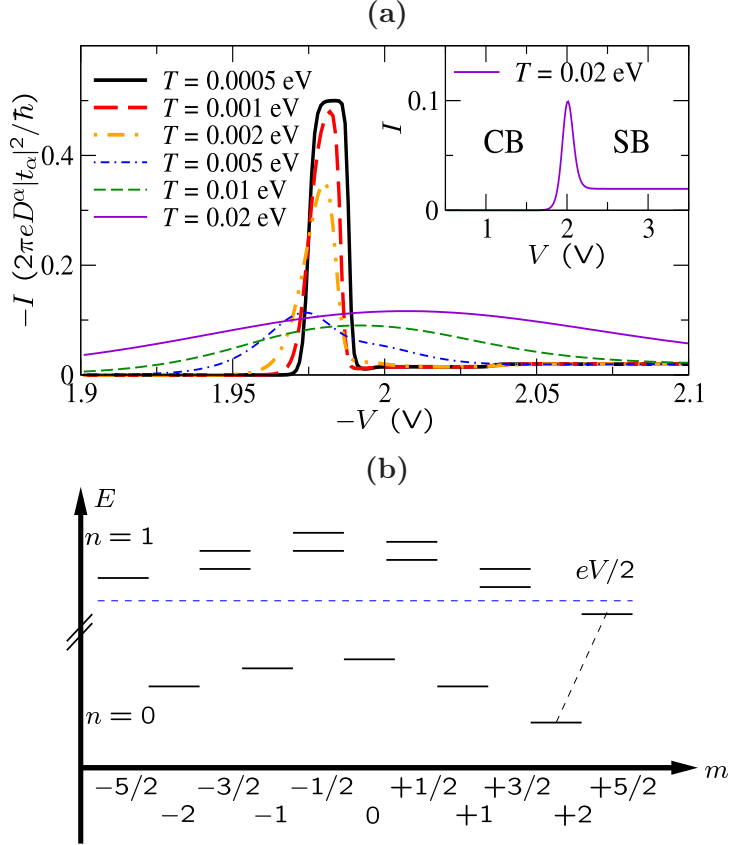 (a)
T = 0.0005 eV
T = 0.001 eV
T = 0.002 eV
T = 0.005 eV
T = 0.01 eV
T = 0.02 eV
−I (2πeD^α|t_α|^2/ℏ)
0.4
0.2
0
1.9
1.95
2
2.05
2.1
−V (V)
T = 0.02 eV
0.1
I
CB
SB
0
1
2
3
V (V)
(b)
E
n = 1
eV/2
n = 0
m
−5/2
−3/2
−1/2
+1/2
+3/2
+5/2
−2
−1
0
+1
+2